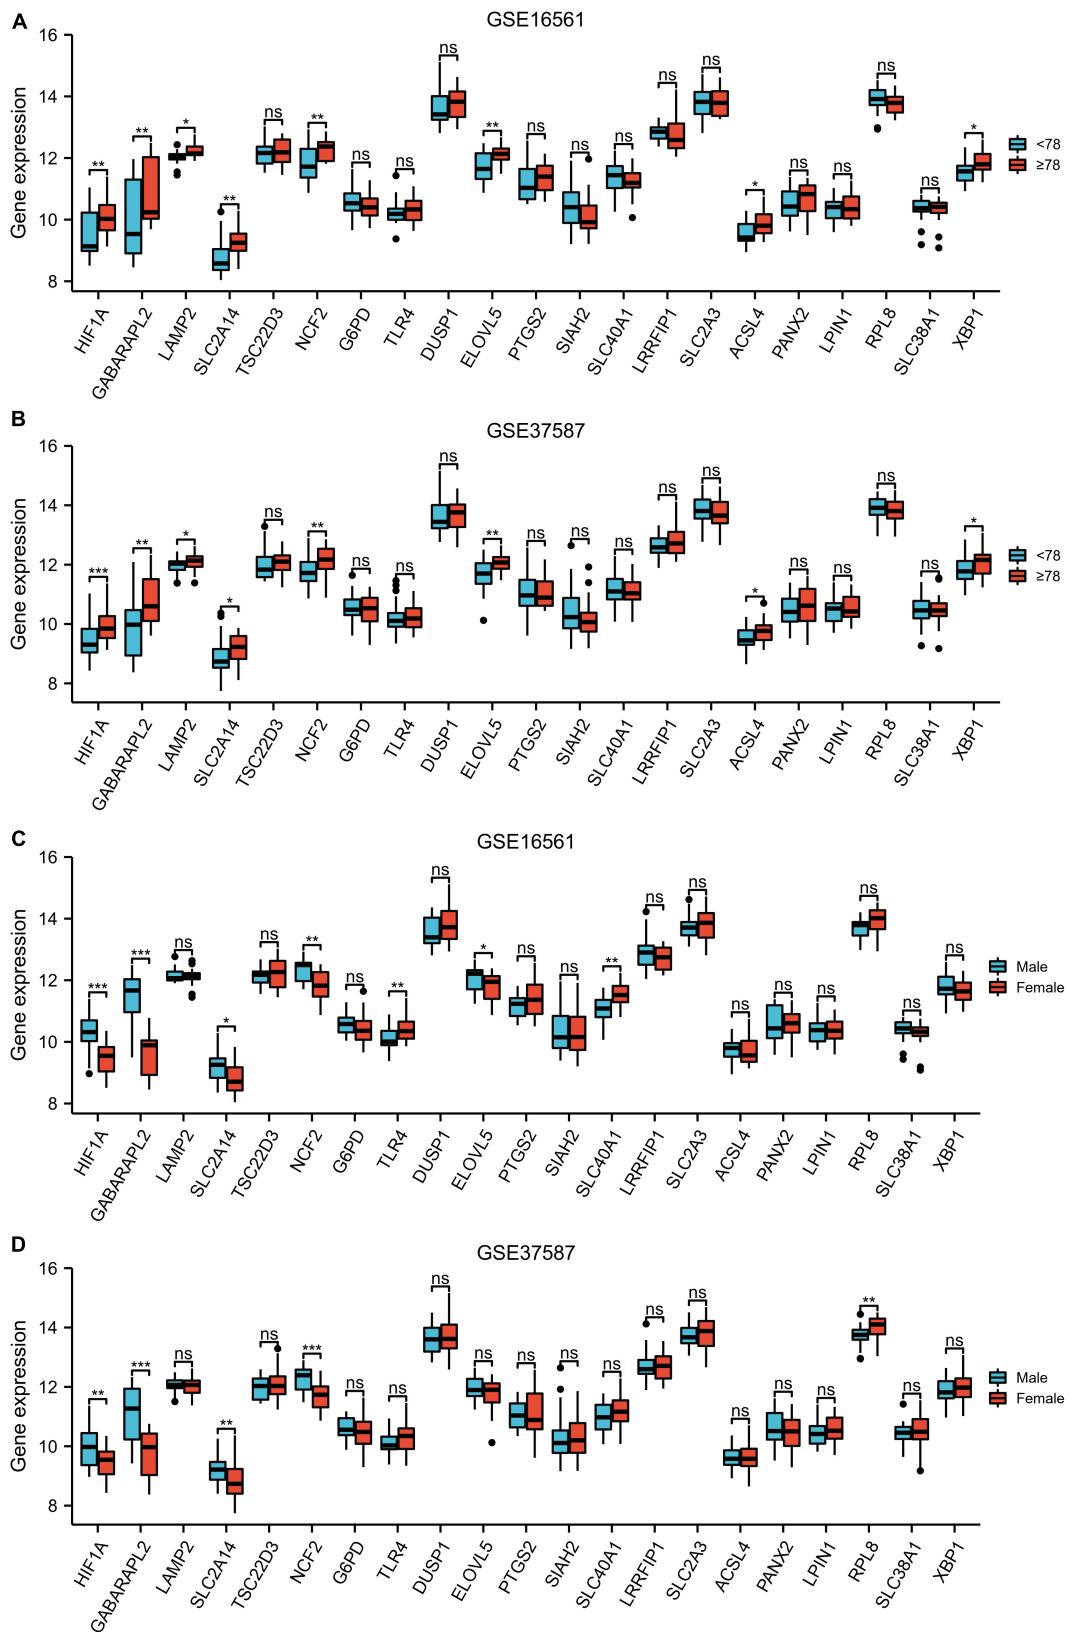 A
GSE16561
Gene expression
16
14
12
10
8
** ** * ** ns ** ns ns ns ** ns ns ns ns ns * ns ns ns ns *
<78
≥78
HIF1A GABARAPL2 LAMP2 SLC2A14 TSC22D3 NCF2 G6PD TLR4 DUSP1 ELOVL5 PTGS2 SIAH2 SLC40A1 LRRFIP1 SLC2A3 ACSL4 PANX2 LPIN1 RPL8 SLC38A1 XBP1
B
GSE37587
Gene expression
16
14
12
10
8
*** ** * * ns ** ns ns ns ** ns ns ns ns ns * ns ns ns ns *
<78
≥78
HIF1A GABARAPL2 LAMP2 SLC2A14 TSC22D3 NCF2 G6PD TLR4 DUSP1 ELOVL5 PTGS2 SIAH2 SLC40A1 LRRFIP1 SLC2A3 ACSL4 PANX2 LPIN1 RPL8 SLC38A1 XBP1
C
GSE16561
Gene expression
16
14
12
10
8
*** *** ns * ns ** ns ** ns * ns ns ** ns ns ns ns ns ns ns ns
Male
Female
HIF1A GABARAPL2 LAMP2 SLC2A14 TSC22D3 NCF2 G6PD TLR4 DUSP1 ELOVL5 PTGS2 SIAH2 SLC40A1 LRRFIP1 SLC2A3 ACSL4 PANX2 LPIN1 RPL8 SLC38A1 XBP1
D
GSE37587
Gene expression
16
14
12
10
8
** *** ns ** ns *** ns ns ns ns ns ns ns ns ns ns ns ns ** ns ns
Male
Female
HIF1A GABARAPL2 LAMP2 SLC2A14 TSC22D3 NCF2 G6PD TLR4 DUSP1 ELOVL5 PTGS2 SIAH2 SLC40A1 LRRFIP1 SLC2A3 ACSL4 PANX2 LPIN1 RPL8 SLC38A1 XBP1